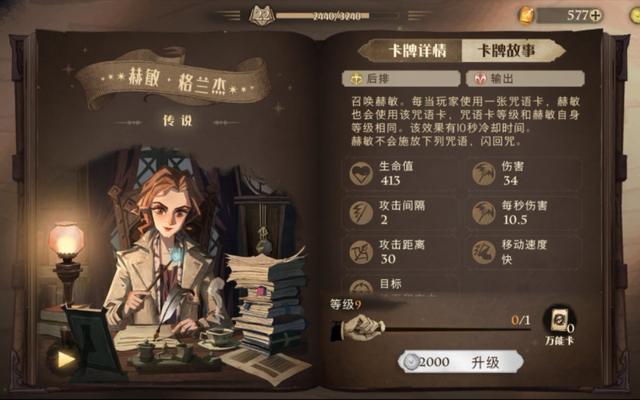 22
2440/3240
577
赫敏·格兰杰
传说
卡牌详情
卡牌故事
后排
输出
召唤赫敏。每当玩家使用一张咒语卡，赫敏
也会使用该咒语卡，咒语卡等级和赫敏自身
等级相同。该效果有10秒冷却时间。
赫敏不会施放下列咒语，闪回咒。
生命值
413
伤害
34
攻击间隔
2
每秒伤害
10.5
攻击距离
30
移动速度
快
目标
等级9
0/1
0
万能卡
2000 升级